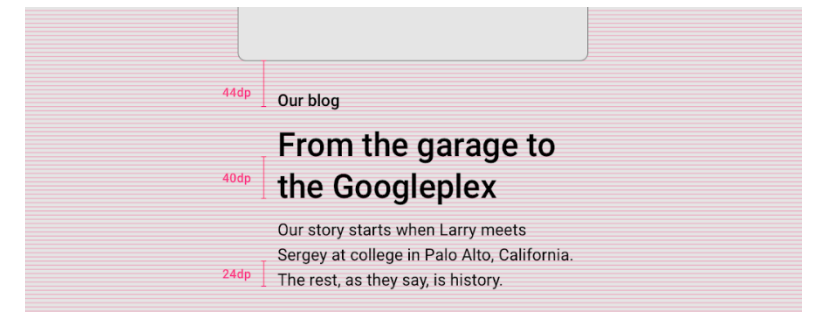 44dp
Our blog
From the garage to
40dp
the Googleplex
Our story starts when Larry meets
Sergey at college in Palo Alto, California.
24dp
The rest, as they say, is history.